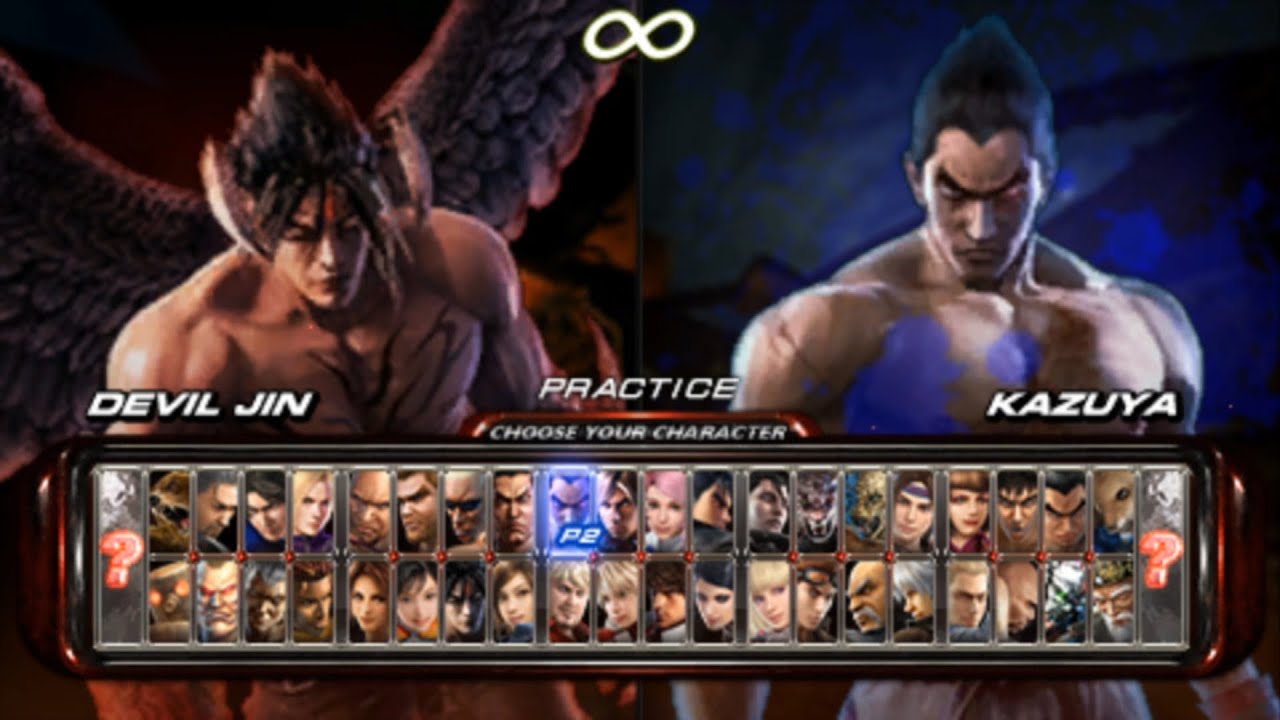 ∞
DEVIL JIN
PRACTICE
KAZUYA
CHOOSE YOUR CHARACTER
?
P2
?